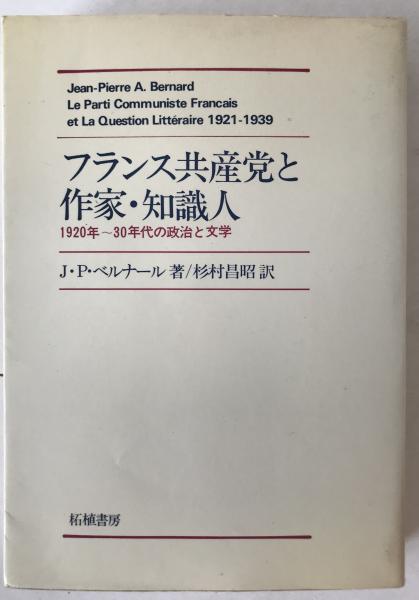 Jean-Pierre A. Bernard
Le Parti Communiste Francais
et La Question Littéraire 1921-1939
フランス共産党と
作家・知識人
1920年～30年代の政治と文学
J・P・ベルナール 著/杉村昌昭 訳
柘植書房